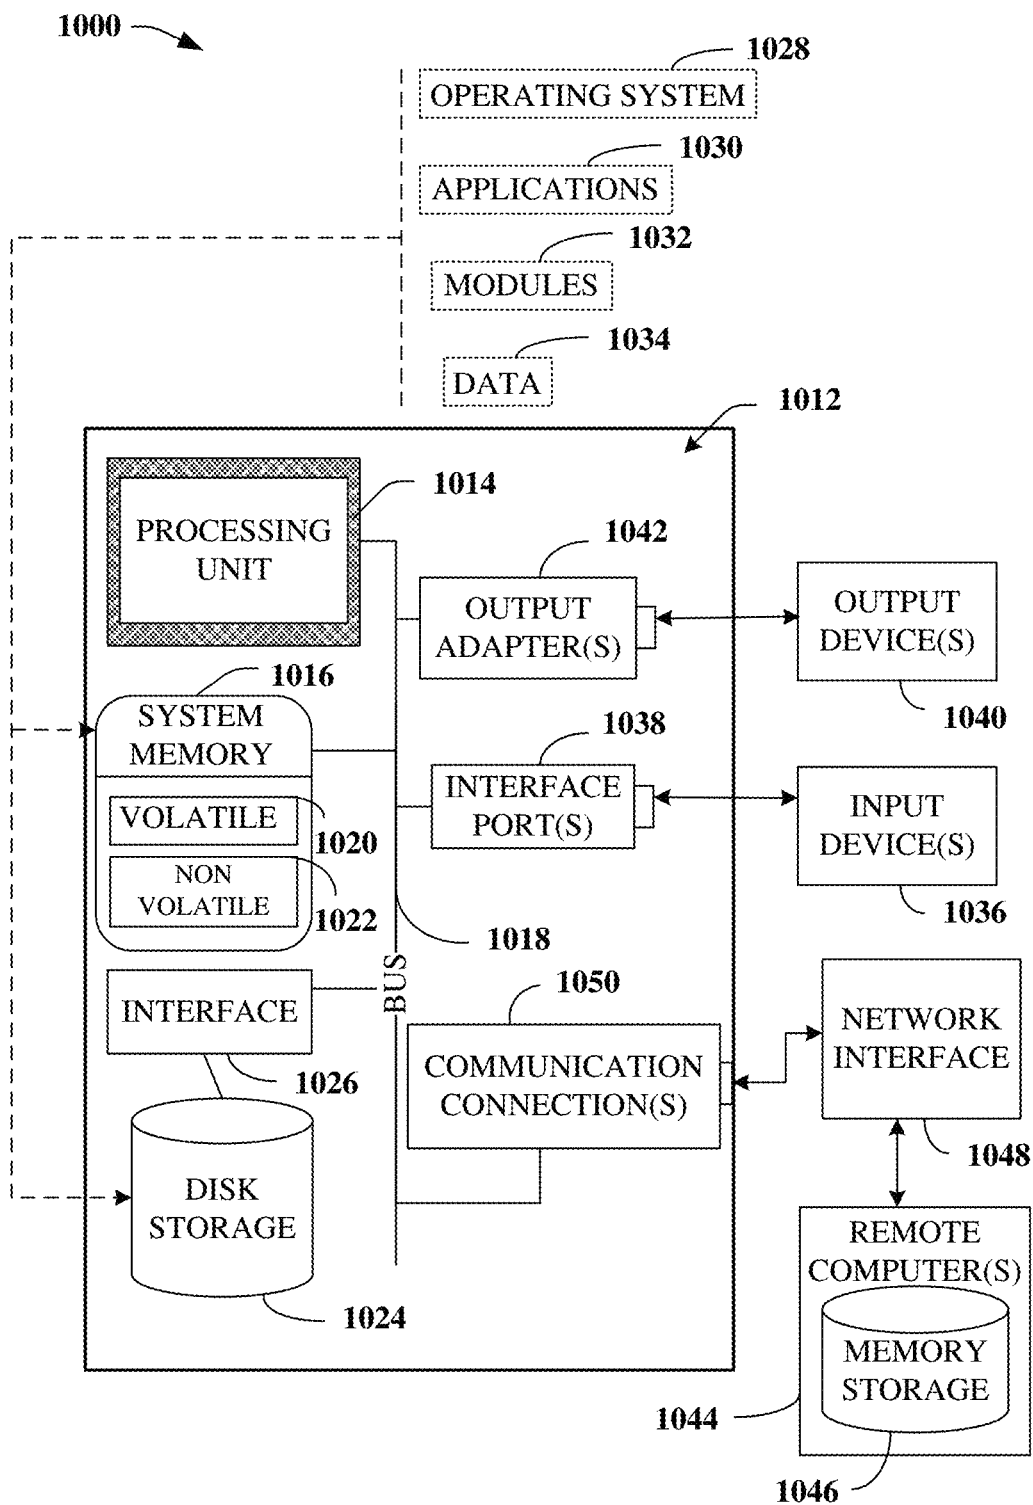 1000
1028
OPERATING SYSTEM
1030
APPLICATIONS
1032
MODULES
1034
DATA
1012
1014
PROCESSING
UNIT
1042
OUTPUT
ADAPTER(S)
OUTPUT
DEVICE(S)
1040
1016
SYSTEM
MEMORY
1038
INTERFACE
PORT(S)
INPUT
DEVICE(S)
1036
VOLATILE
1020
NON
VOLATILE
1022
1018
BUS
INTERFACE
1026
1050
COMMUNICATION
CONNECTION(S)
NETWORK
INTERFACE
1048
DISK
STORAGE
1024
REMOTE
COMPUTER(S)
MEMORY
STORAGE
1044
1046